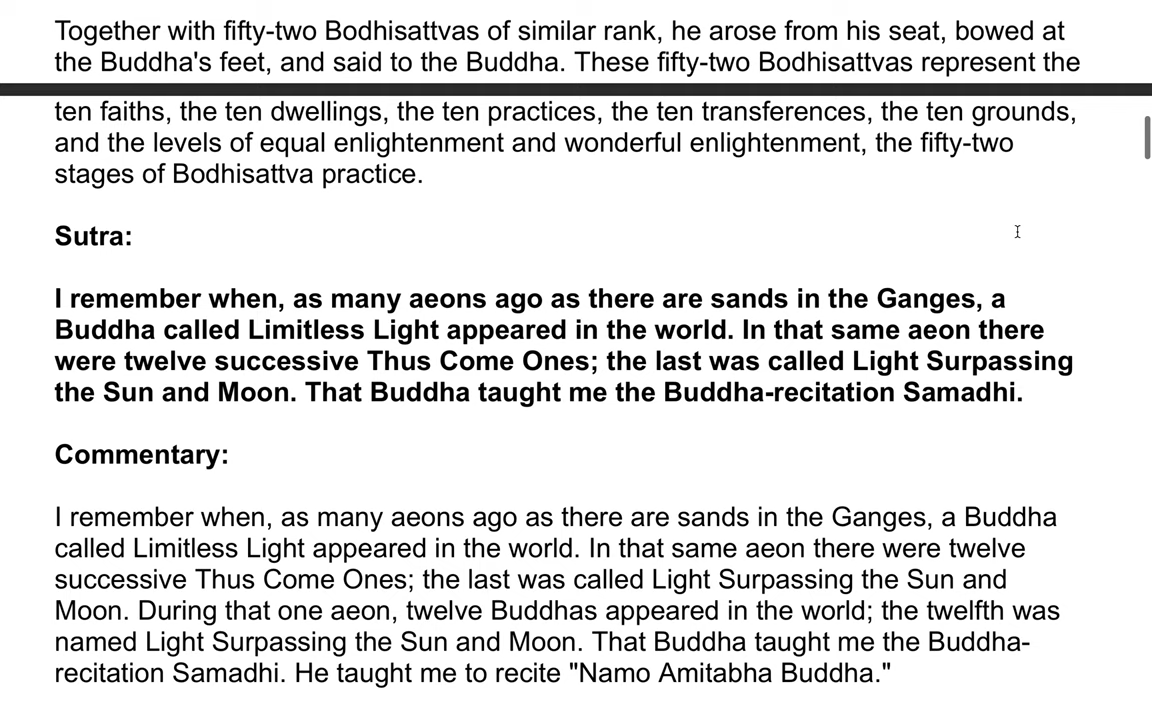 Together with fifty-two Bodhisattvas of similar rank, he arose from his seat, bowed at
the Buddha's feet, and said to the Buddha. These fifty-two Bodhisattvas represent the
ten faiths, the ten dwellings, the ten practices, the ten transferences, the ten grounds,
and the levels of equal enlightenment and wonderful enlightenment, the fifty-two
stages of Bodhisattva practice.
Sutra:
I remember when, as many aeons ago as there are sands in the Ganges, a
Buddha called Limitless Light appeared in the world. In that same aeon there
were twelve successive Thus Come Ones; the last was called Light Surpassing
the Sun and Moon. That Buddha taught me the Buddha-recitation Samadhi.
Commentary:
I remember when, as many aeons ago as there are sands in the Ganges, a Buddha
called Limitless Light appeared in the world. In that same aeon there were twelve
successive Thus Come Ones; the last was called Light Surpassing the Sun and
Moon. During that one aeon, twelve Buddhas appeared in the world; the twelfth was
named Light Surpassing the Sun and Moon. That Buddha taught me the Buddha-
recitation Samadhi. He taught me to recite "Namo Amitabha Buddha."